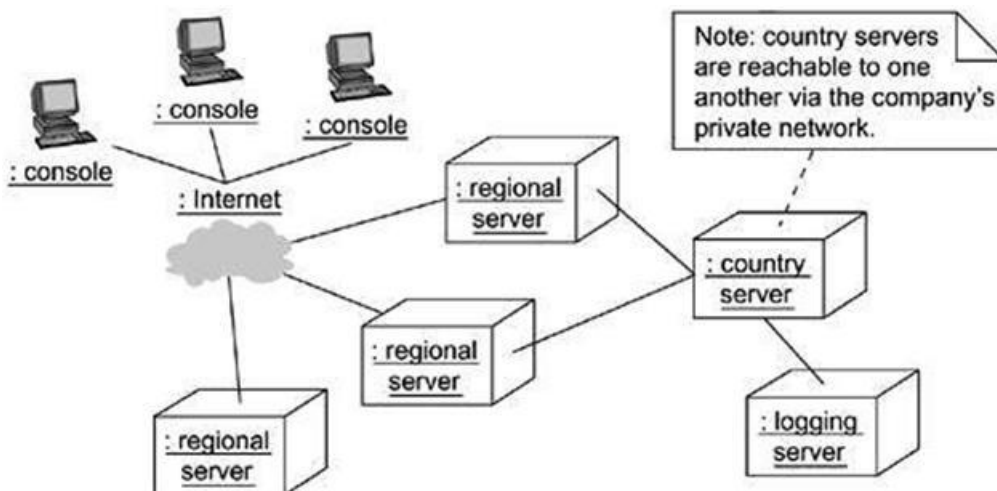 : console
: console
: console
: Internet
Note: country servers
are reachable to one
another via the company's
private network.
: regional
server
: country
server
: regional
server
: logging
server
: regional
server